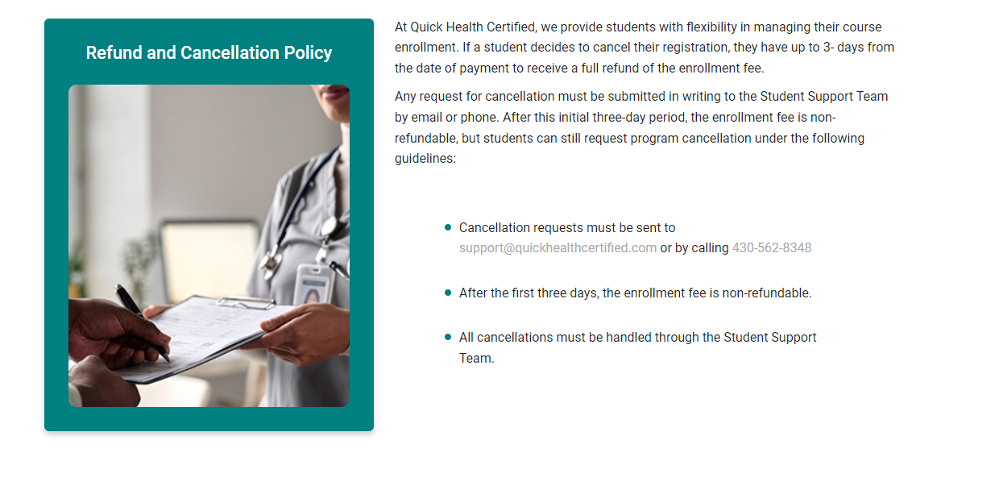 Refund and Cancellation Policy
At Quick Health Certified, we provide students with flexibility in managing their course
enrollment. If a student decides to cancel their registration, they have up to 3- days from
the date of payment to receive a full refund of the enrollment fee.
Any request for cancellation must be submitted in writing to the Student Support Team
by email or phone. After this initial three-day period, the enrollment fee is non-
refundable, but students can still request program cancellation under the following
guidelines:
Cancellation requests must be sent to
support@quickhealthcertified.com or by calling 430-562-8348
After the first three days, the enrollment fee is non-refundable.
All cancellations must be handled through the Student Support
Team.